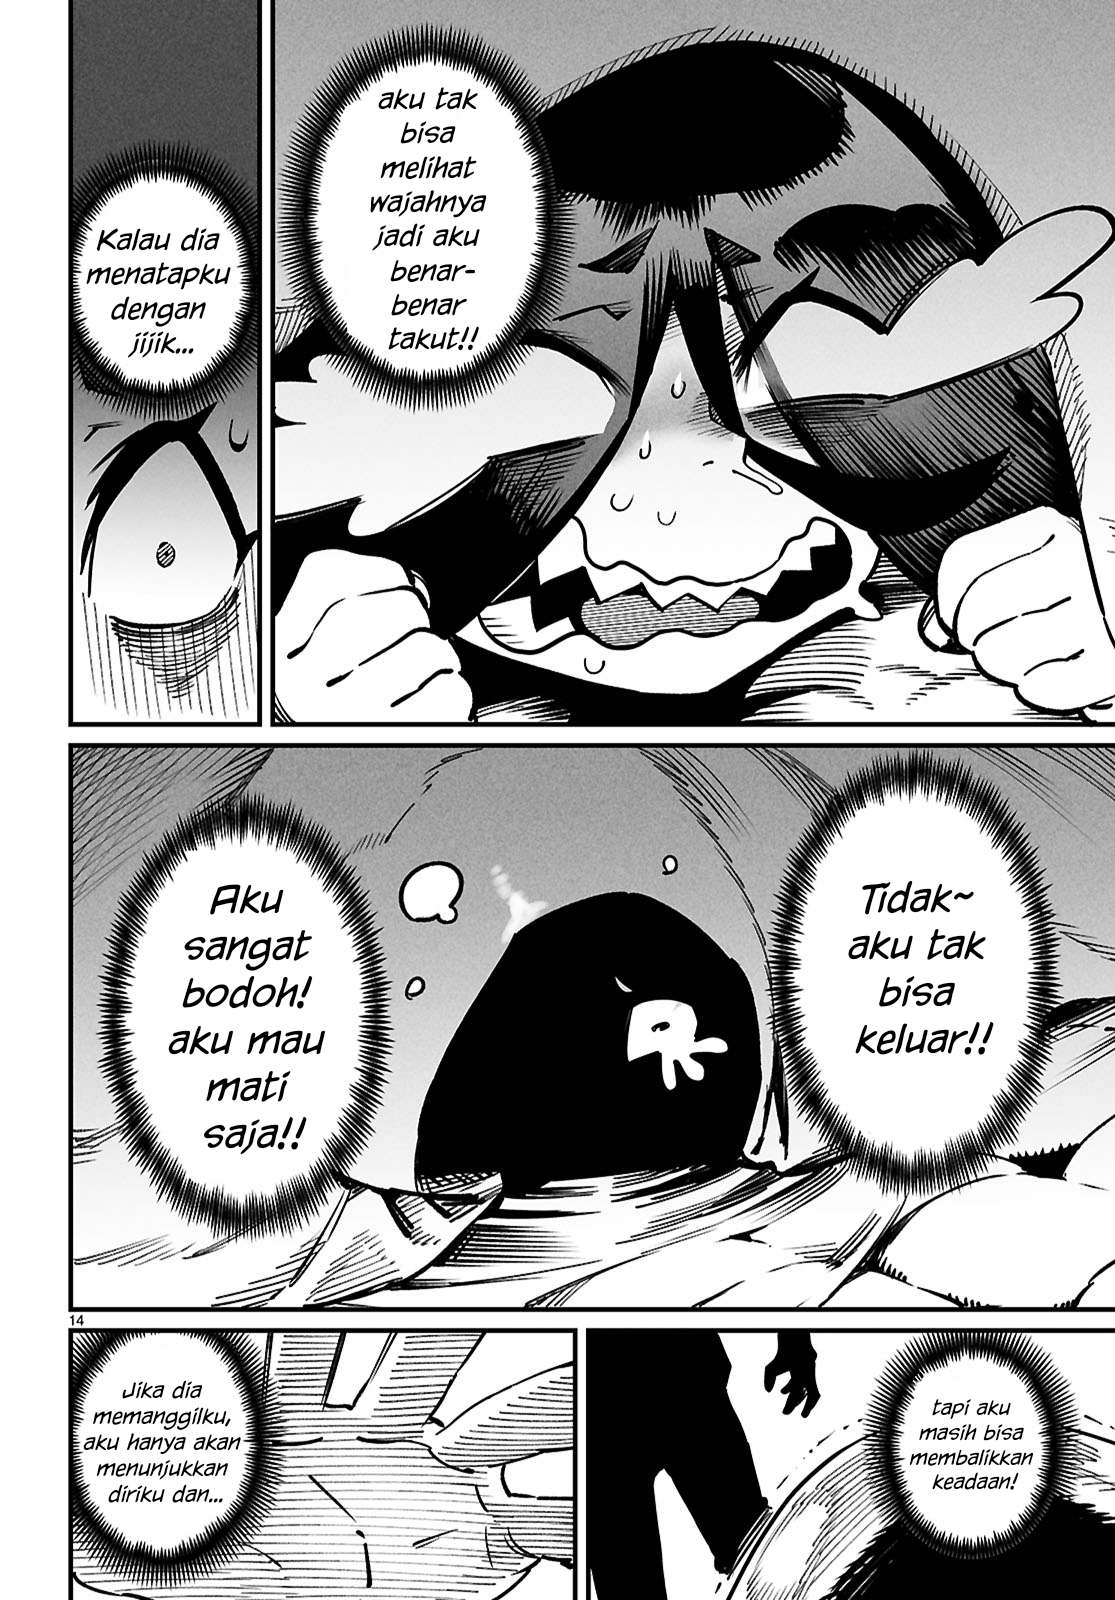 aku tak
bisa
melihat
wajahnya
jadi aku
benar-
benar
takut!!
Kalau dia
menatapku
dengan
jijik...
Tidak~
aku tak
bisa
keluar!!
Aku
sangat
bodoh!
aku mau
mati
saja!!
14
tapi aku
masih bisa
membalikkan
keadaan!
Jika dia
memanggilku,
aku hanya akan
menunjukkan
diriku dan...